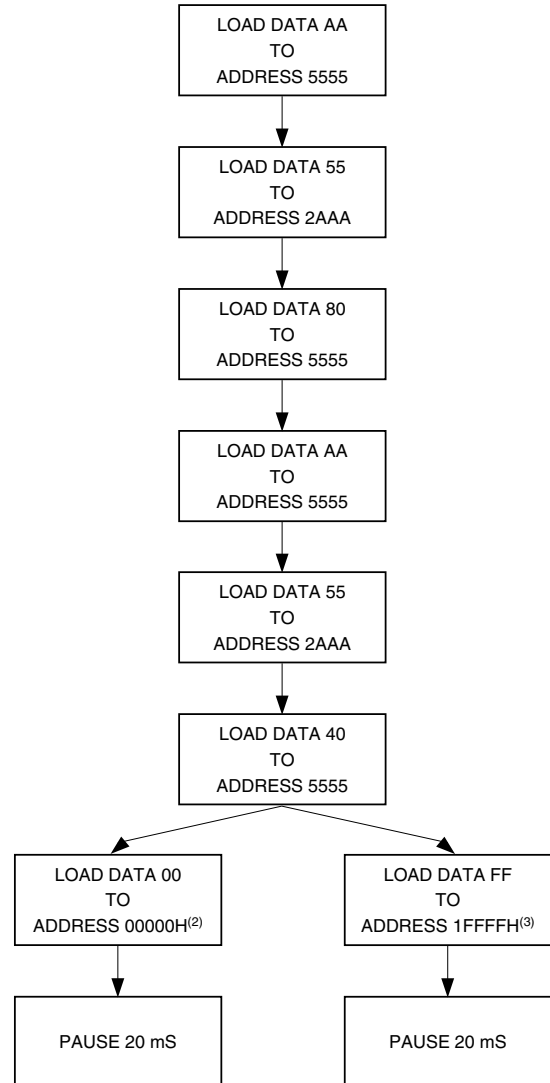 LOAD DATA AA
TO
ADDRESS 5555
LOAD DATA 55
TO
ADDRESS 2AAA
LOAD DATA 80
TO
ADDRESS 5555
LOAD DATA AA
TO
ADDRESS 5555
LOAD DATA 55
TO
ADDRESS 2AAA
LOAD DATA 40
TO
ADDRESS 5555
LOAD DATA 00
TO
ADDRESS 00000H(2)
LOAD DATA FF
TO
ADDRESS 1FFFFH(3)
PAUSE 20 mS
PAUSE 20 mS